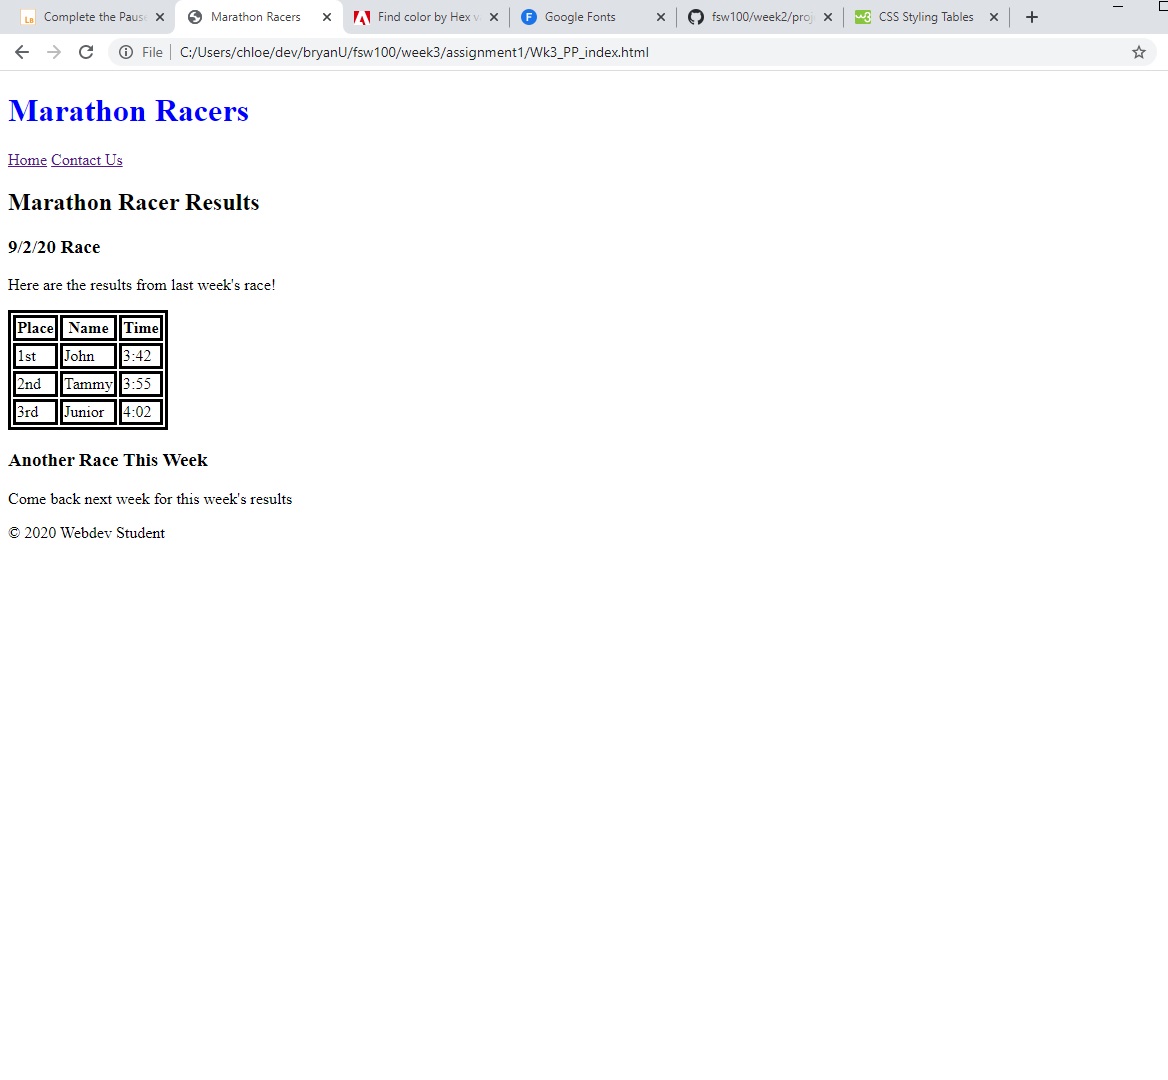 Complete the Pause Marathon Racers Find color by Hex v Google Fonts fsw100/week2/proj CSS Styling Tables
File C:/Users/chloe/dev/bryanU/fsw100/week3/assignment1/Wk3_PP_index.html
Marathon Racers
Home Contact Us
Marathon Racer Results
9/2/20 Race
Here are the results from last week's race!
Place Name Time
1st John 3:42
2nd Tammy 3:55
3rd Junior 4:02
Another Race This Week
Come back next week for this week's results
© 2020 Webdev Student